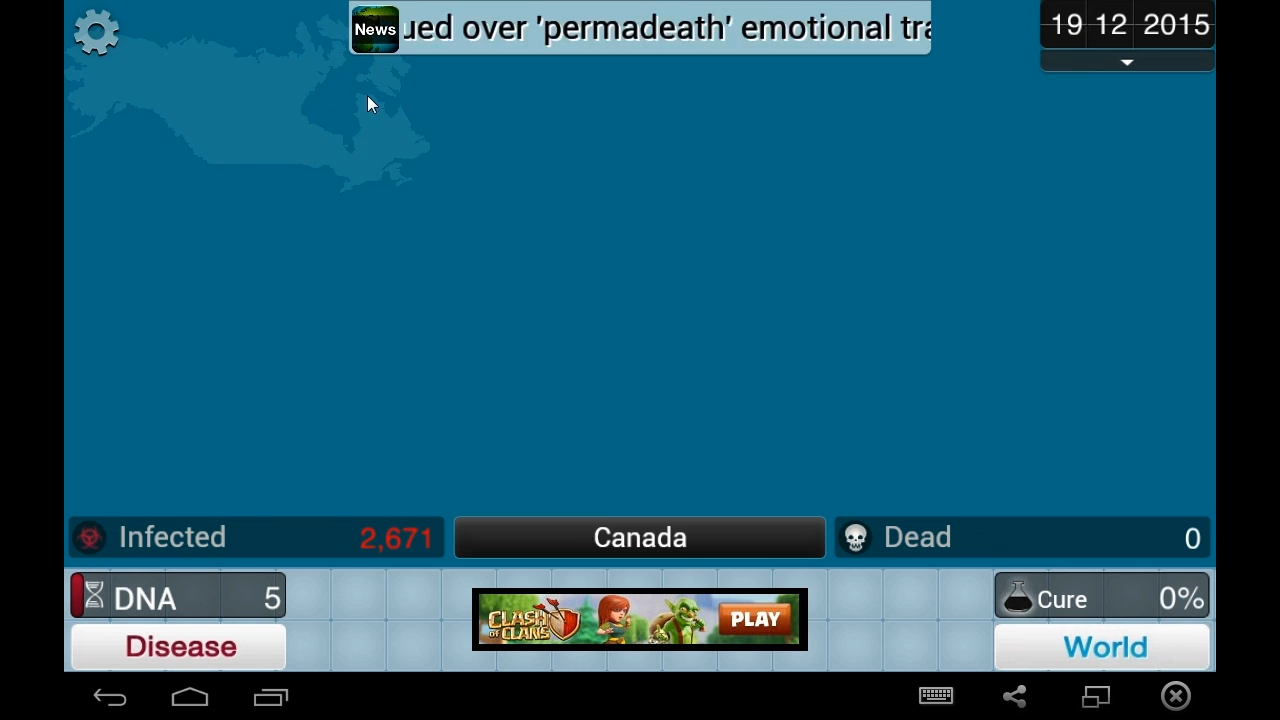 News
ued over 'permadeath' emotional tra
19 12 2015
Infected 2,671
Canada
Dead 0
DNA 5
Cure 0%
CLASH OF CLANS
PLAY
Disease
World